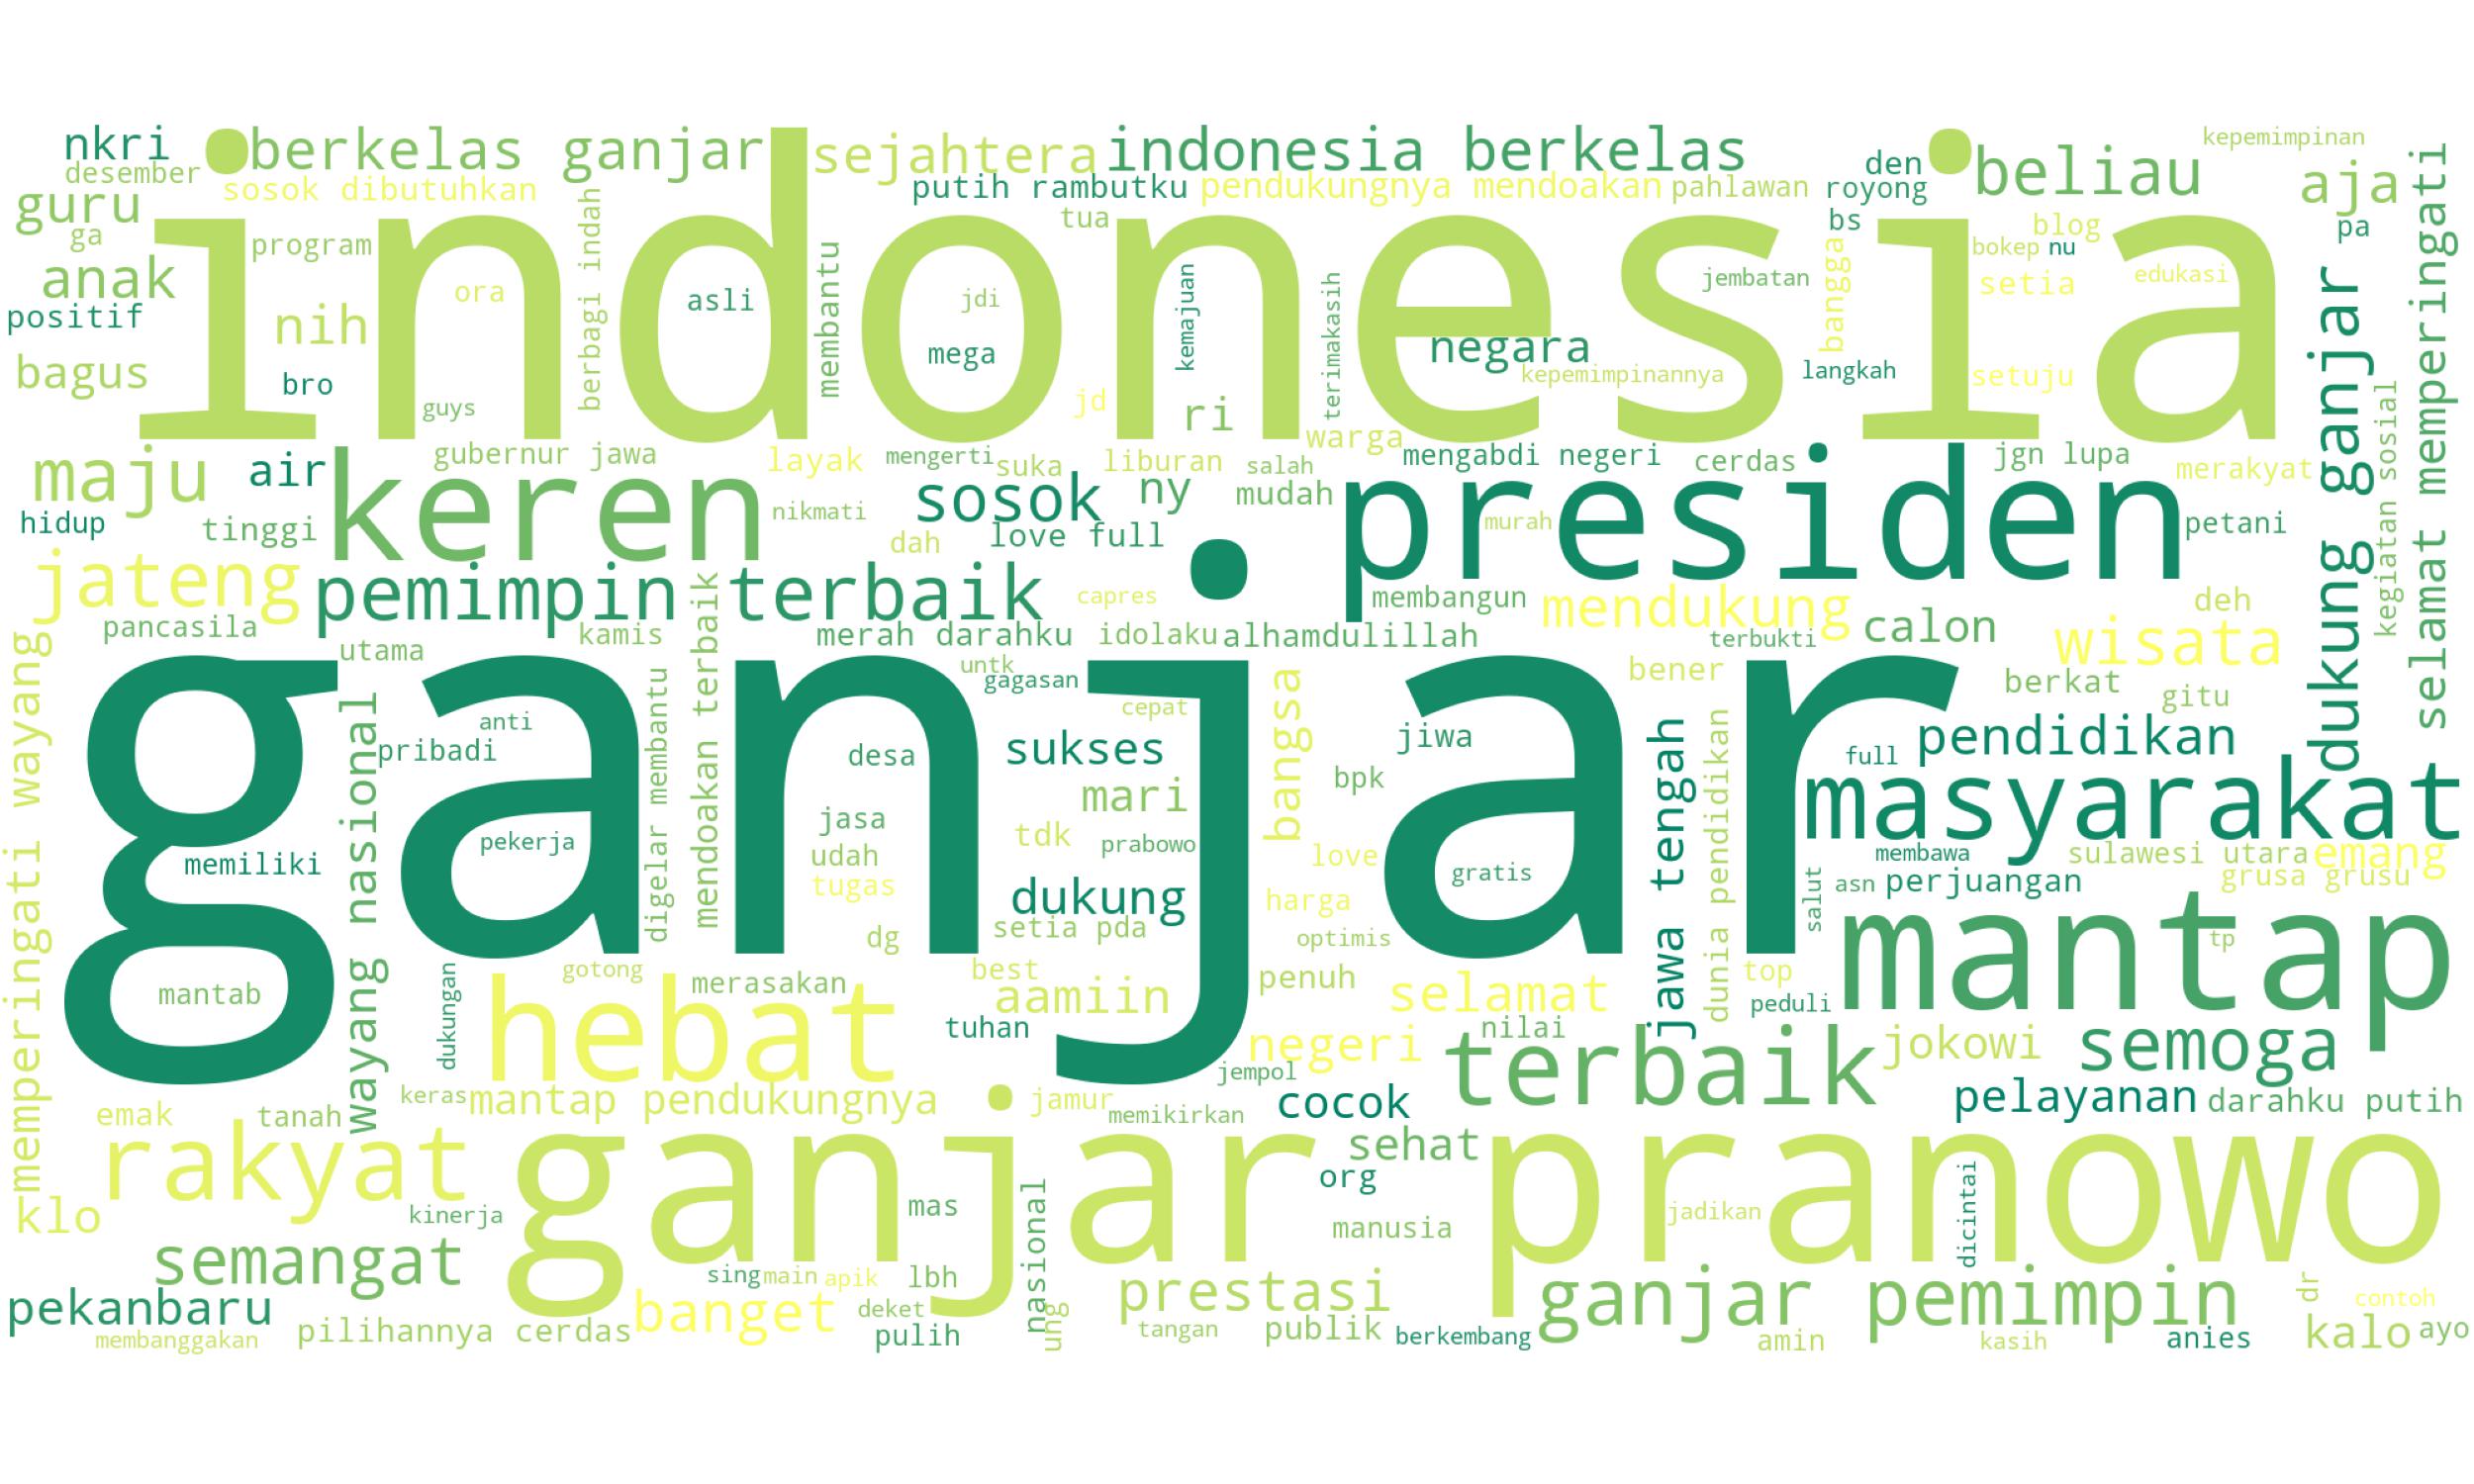 nkri
berkelas ganjar
sejahtera
indonesia berkelas
kepemimpinan
desember
sosok dibutuhkan
putih rambutku
pendukungnya mendoakan
pahlawan
den
royong
beliau
aja
guru
ga
program
berbagi indah
indonesia
tua
bs
blog
pa
selamat memperingati
anak
membantu
bokep
nu
positif
nih
ora
asli
jdi
kemajuan
terimakasih
jembatan
bangga
setia
edukasi
bagus
bro
guys
mega
jd
ri
negara
kepemimpinannya
langkah
setuju
dukung ganjar
kegiatan sosial
maju
air
gubernur jawa
layak
mengerti
suka
liburan
salah
warga
mengabdi negeri
cerdas
jgn lupa
merakyat
keren
sosok
ny
mudah
presiden
hidup
tinggi
nikmati
dah
love full
murah
petani
jateng
pemimpin terbaik
capres
membangun
mendukung
calon
deh
wisata
pancasila
utama
kamis
merah darahku
idolaku
alhamdulillah
terbukti
memperingati wayang
wayang nasional
digelar membantu
mendoakan terbaik
untk
gagasan
bener
berkat
gitu
ganjar
anti
pribadi
desa
cepat
sukses
bangsa
jiwa
jawa tengah
dunia pendidikan
full
pendidikan
memiliki
pekerja
jasa
udah
tugas
mari
tdk
prabowo
bpk
love
gratis
masyarakat
membawa
sulawesi utara
emang
dukung
harga
salut
asn
perjuangan
grusa grusu
dg
setia pda
optimis
mantap
tp
mantab
dukungan
gotong
merasakan
best
aamiin
penuh
selamat
top
peduli
hebat
tuhan
negeri
nilai
terbaik
jokowi
semoga
jempol
emak
tanah
keras
mantap pendukungnya
jamur
memikirkan
cocok
pelayanan
darahku putih
rakyat
ganjar pranowo
sehat
org
klo
kinerja
mas
nasional
manusia
jadikan
dicintai
semangat
sing
main
apik
lbh
prestasi
ganjar pemimpin
dr
contoh
pekanbaru
banget
deket
ung
membanggakan
pilihannya cerdas
pulih
tangan
publik
berkembang
amin
kasih
anies
kalo
ayo